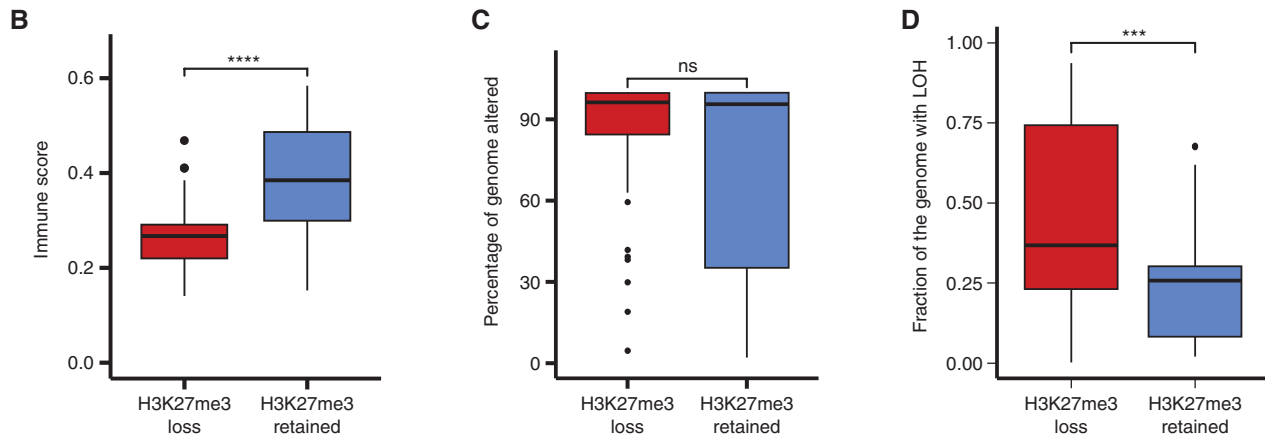 B
Immune score
0.6
0.4
0.2
0.0
****
H3K27me3
loss
H3K27me3
retained
C
Percentage of genome altered
90
60
30
0
ns
H3K27me3
loss
H3K27me3
retained
D
Fraction of the genome with LOH
1.00
0.75
0.50
0.25
0.00
***
H3K27me3
loss
H3K27me3
retained